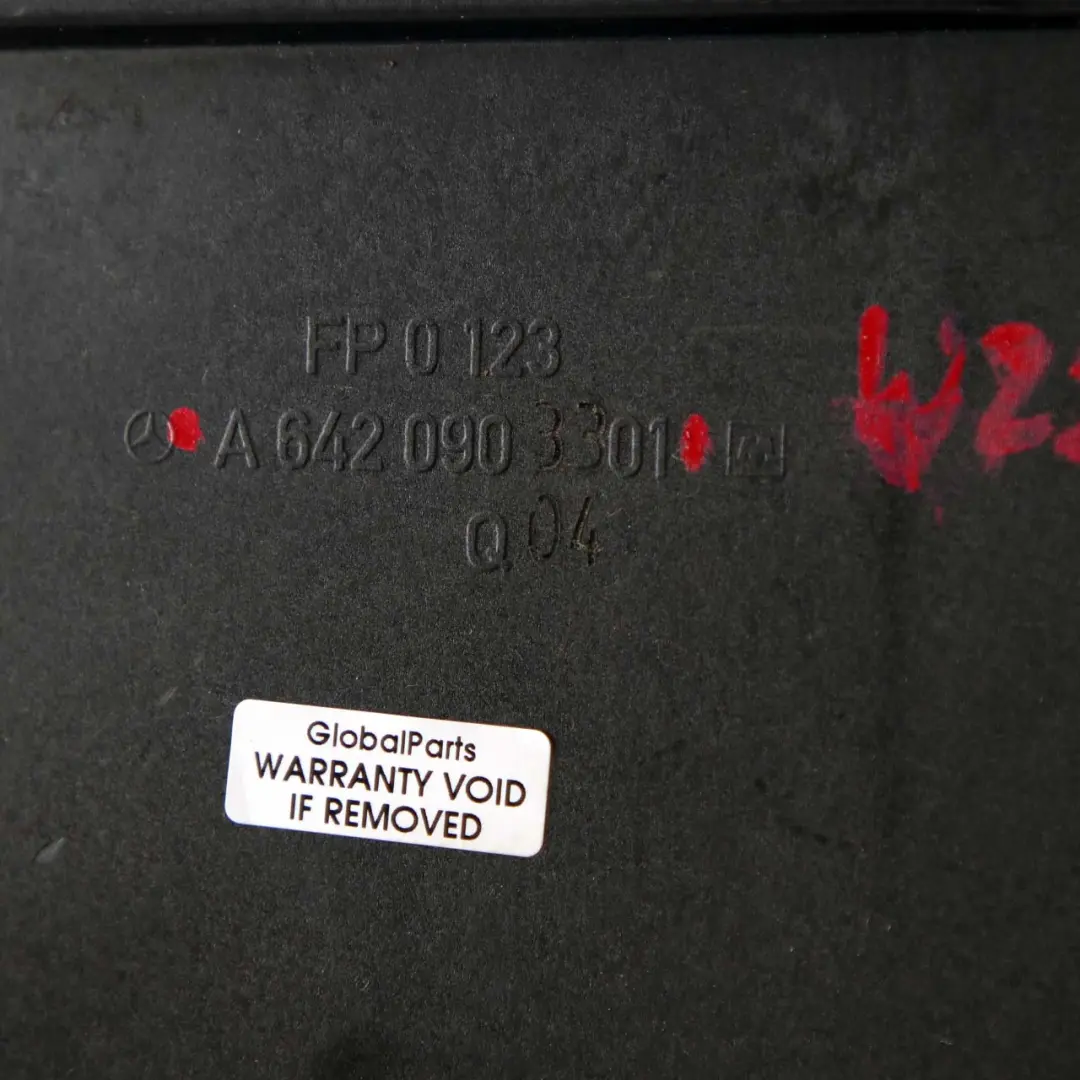 FP 0 123
A 642 090 3301
Q 04
GlobalParts
WARRANTY VOID
IF REMOVED